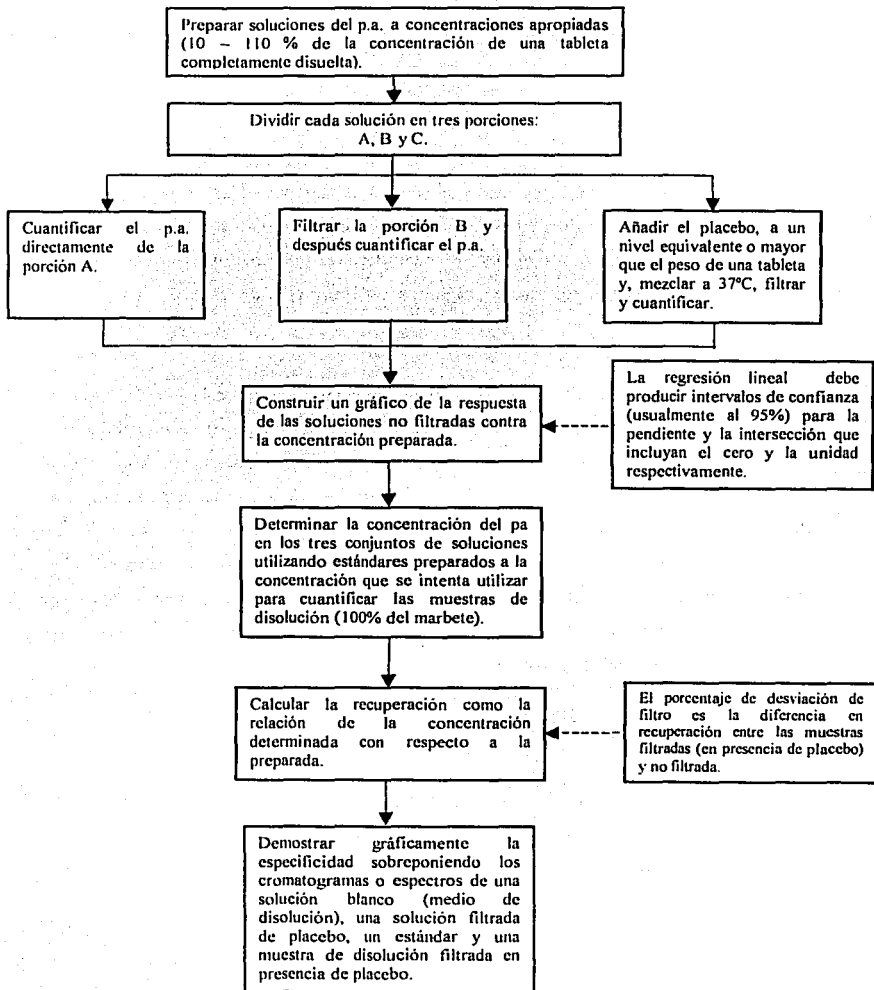 Preparar soluciones del p.a. a concentraciones apropiadas
(10 – 110 % de la concentración de una tableta
completamente disuelta).
Dividir cada solución en tres porciones:
A, B y C.
Cuantificar el p.a.
directamente de la
porción A.
Filtrar la porción B y
después cuantificar el p.a.
Añadir el placebo, a un
nivel equivalente o mayor
que el peso de una tableta
y, mezclar a 37ºC, filtrar
y cuantificar.
Construir un gráfico de la respuesta
de las soluciones no filtradas contra
la concentración preparada.
La regresión lineal debe
producir intervalos de confianza
(usualmente al 95%) para la
pendiente y la intersección que
incluyan el cero y la unidad
respectivamente.
Determinar la concentración del pa
en los tres conjuntos de soluciones
utilizando estándares preparados a la
concentración que se intenta utilizar
para cuantificar las muestras de
disolución (100% del marbete).
Calcular la recuperación como la
relación de la concentración
determinada con respecto a la
preparada.
El porcentaje de desviación de
filtro es la diferencia en
recuperación entre las muestras
filtradas (en presencia de placebo)
y no filtrada.
Demostrar gráficamente la
especificidad sobreponiendo los
cromatogramas o espectros de una
solución blanco (medio de
disolución), una solución filtrada
de placebo, un estándar y una
muestra de disolución filtrada en
presencia de placebo.